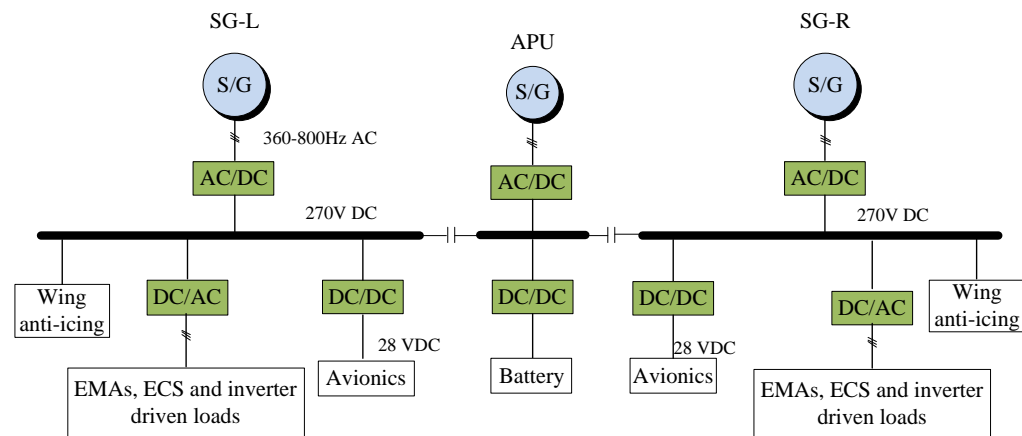 SG-L
APU
SG-R
S/G
S/G
S/G
360-800Hz AC
AC/DC
AC/DC
AC/DC
270V DC
270V DC
Wing
anti-icing
DC/AC
DC/DC
DC/DC
DC/DC
DC/AC
Wing
anti-icing
28 VDC
28 VDC
Avionics
Battery
Avionics
EMAs, ECS and inverter
driven loads
EMAs, ECS and inverter
driven loads